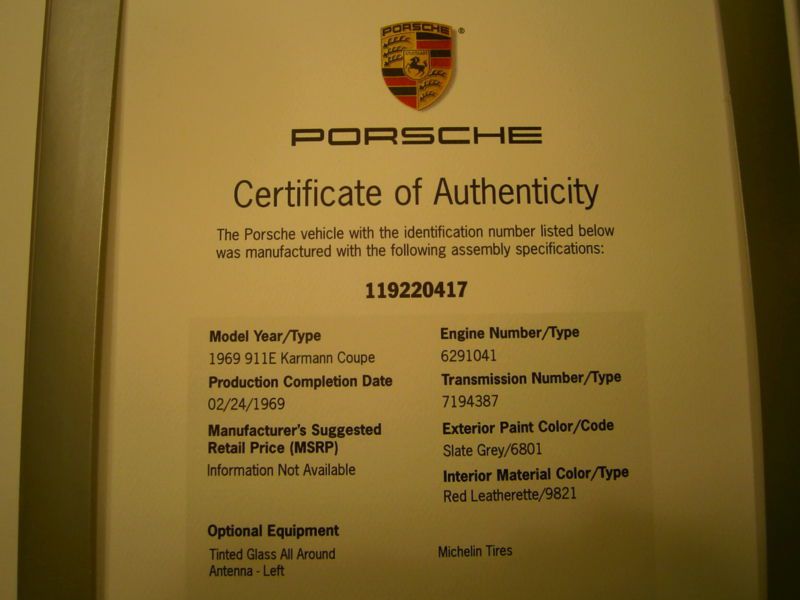 PORSCHE
®
PORSCHE
Certificate of Authenticity
The Porsche vehicle with the identification number listed below
was manufactured with the following assembly specifications:
119220417
Model Year/Type
1969 911E Karmann Coupe
Production Completion Date
02/24/1969
Manufacturer's Suggested
Retail Price (MSRP)
Information Not Available
Engine Number/Type
6291041
Transmission Number/Type
7194387
Exterior Paint Color/Code
Slate Grey/6801
Interior Material Color/Type
Red Leatherette/9821
Optional Equipment
Tinted Glass All Around
Antenna - Left
Michelin Tires